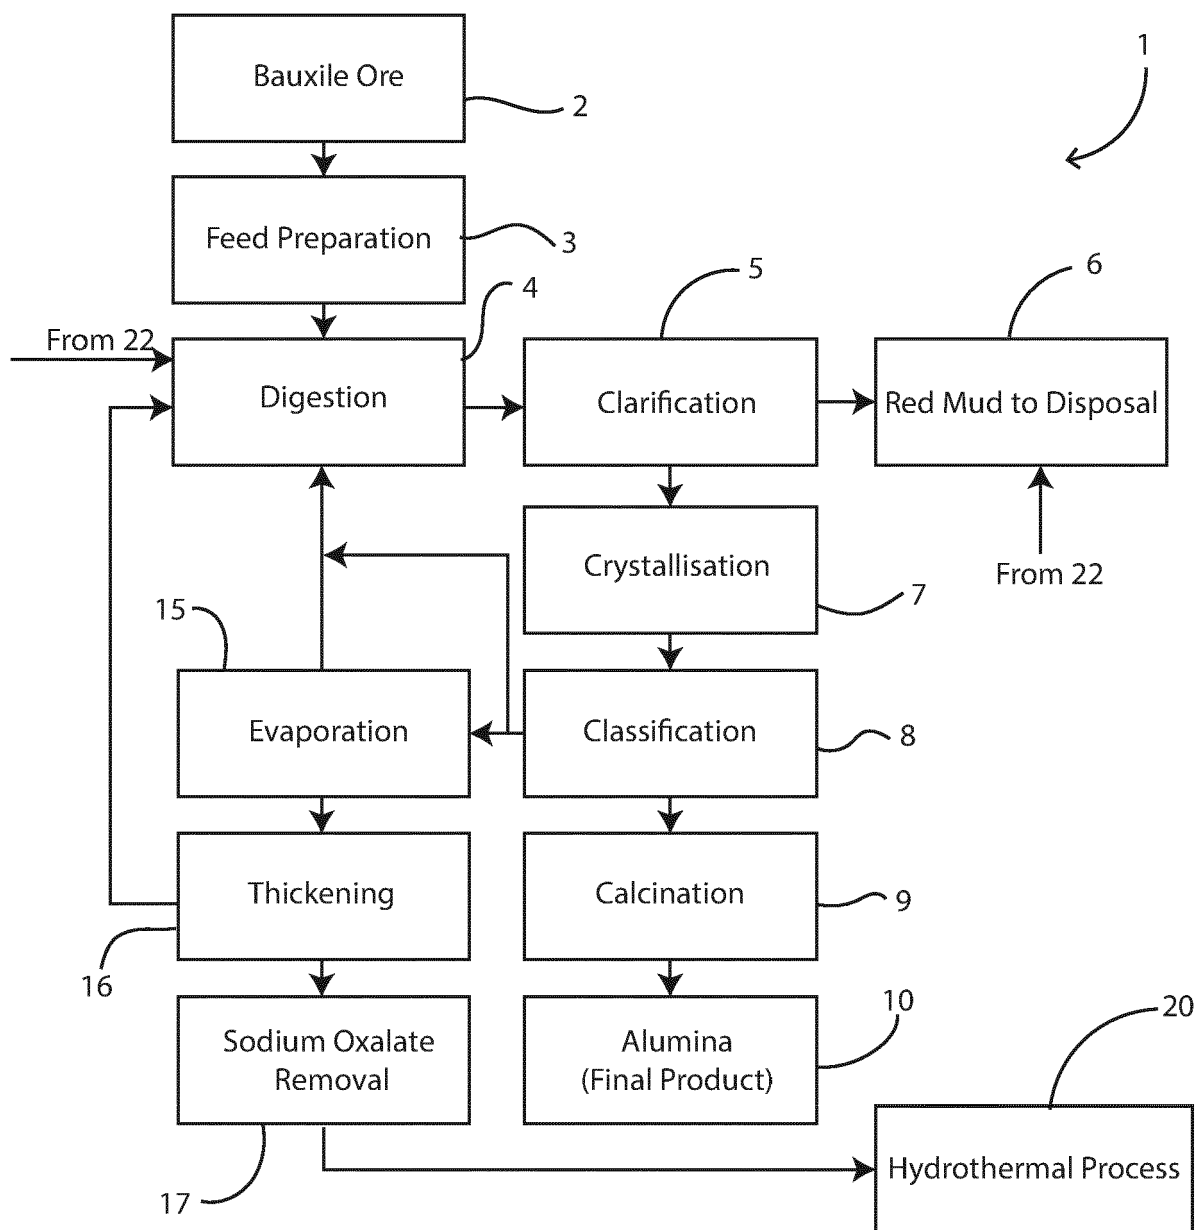 Bauxile Ore
1
2
Feed Preparation
3
4
5
6
From 22
Digestion
Clarification
Red Mud to Disposal
Crystallisation
From 22
7
15
Evaporation
Classification
8
Thickening
Calcination
9
16
10
20
Sodium Oxalate
Removal
Alumina
(Final Product)
Hydrothermal Process
17